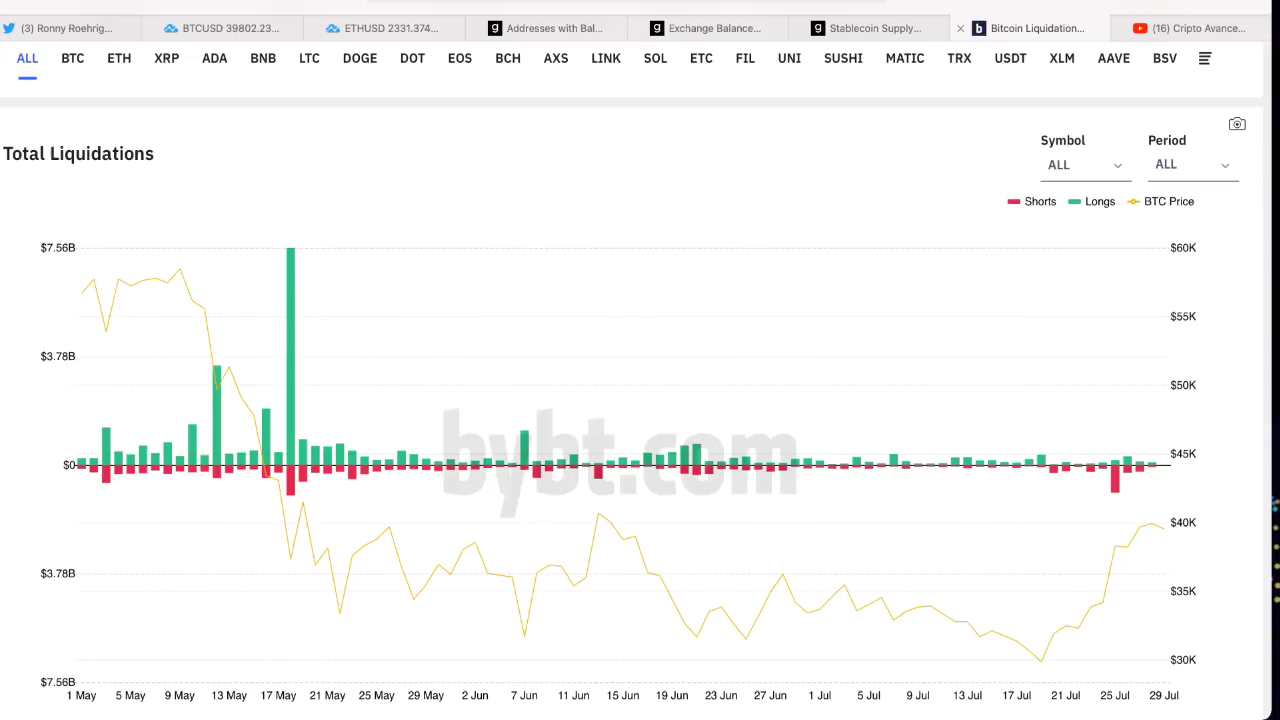 (3) Ronny Roehrig... BTCUSD 39802.23... ETHUSD 2331.374... Addresses with Bal... Exchange Balance... Stablecoin Supply... Bitcoin Liquidation... (16) Cripto Avance...
ALL BTC ETH XRP ADA BNB LTC DOGE DOT EOS BCH AXS LINK SOL ETC FIL UNI SUSHI MATIC TRX USDT XLM AAVE BSV
Total Liquidations
Symbol Period
ALL ALL
Shorts Longs BTC Price
$7.56B $60K
$55K
$3.78B
$50K
bybt.com
$45K
$0
$40K
$3.78B
$35K
$30K
$7.56B
1 May 5 May 9 May 13 May 17 May 21 May 25 May 29 May 2 Jun 7 Jun 11 Jun 15 Jun 19 Jun 23 Jun 27 Jun 1 Jul 5 Jul 9 Jul 13 Jul 17 Jul 21 Jul 25 Jul 29 Jul